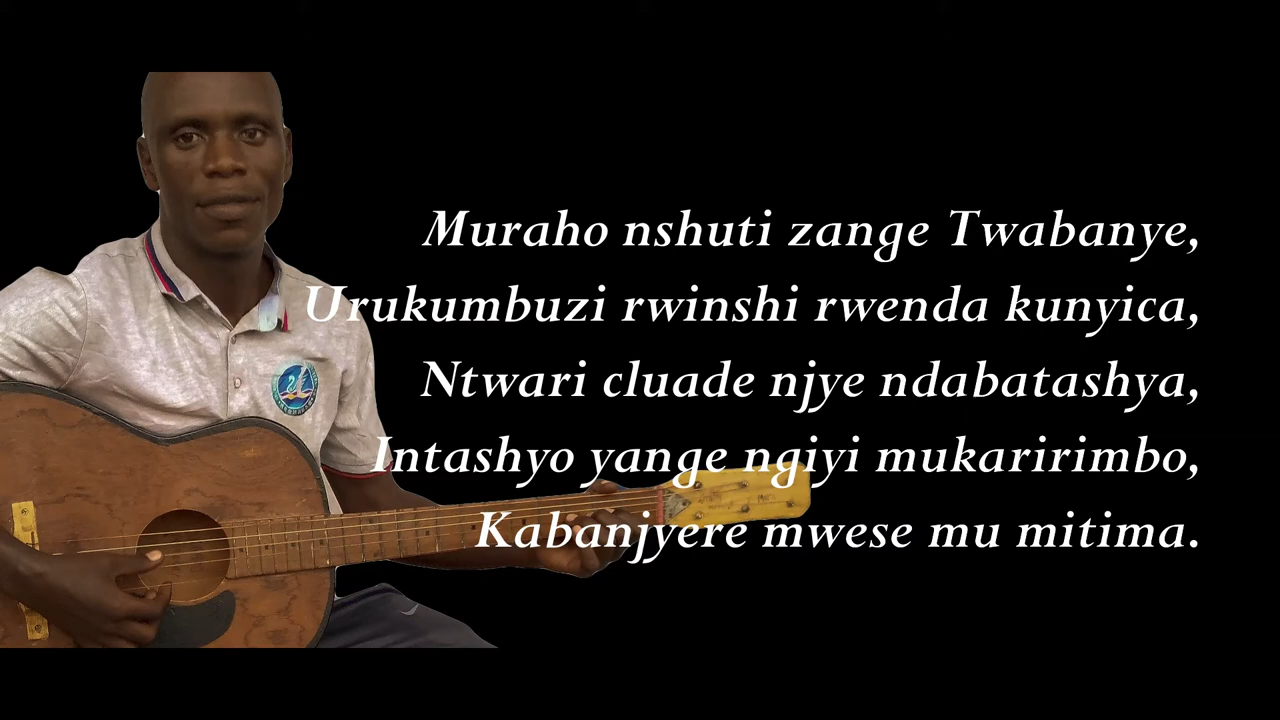 Muraho nshuti zange Twabanye,
Urukumbuzi rwinshi rwenda kunyica,
Ntwari cluade njye ndabatashya,
Intashyo yange ngiyi mukaririmbo,
Kabanjyere mwese mu mitima.